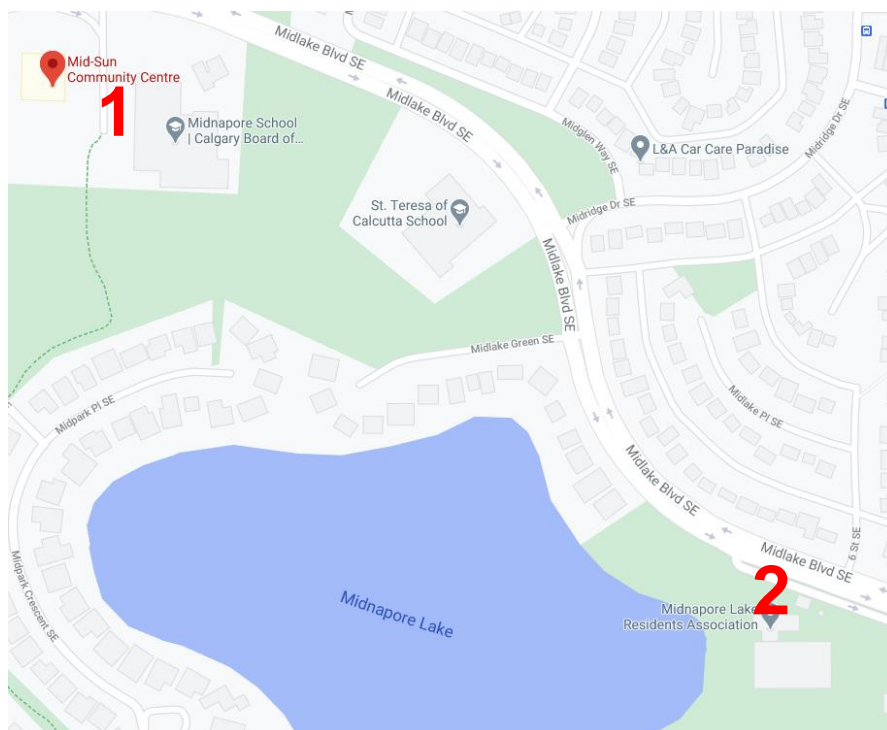 Midlake Blvd SE
Mid-Sun
Community Centre
1
Midlake Blvd SE
Midnapore School
| Calgary Board of...
Midglen Way SE
L&A Car Care Paradise
Midridge Dr SE
St. Teresa of
Calcutta School
Midridge Dr SE
Midlake Blvd SE
Midlake Green SE
Midpark Pl SE
Midlake Pl SE
Midlake Blvd SE
Midlake Blvd SE
6 St SE
Midpark Crescent SE
Midnapore Lake
2
Midnapore Lake
Residents Association